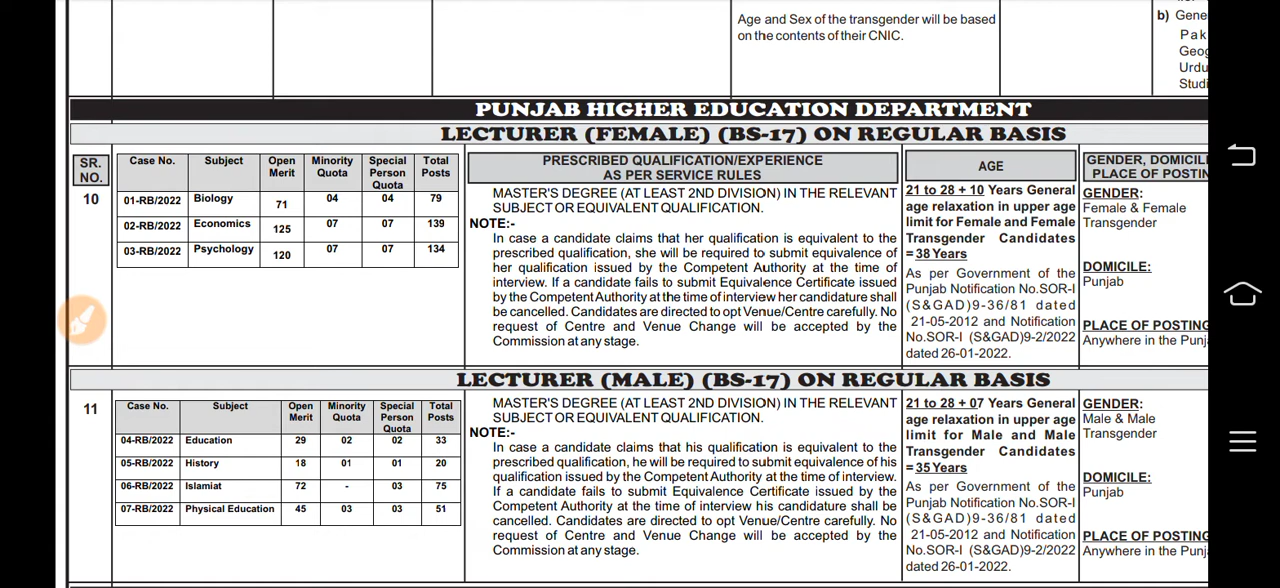 Age and Sex of the transgender will be based
on the contents of their CNIC.
b) Gene
Pak
Geog
Urdu
Studi
PUNJAB HIGHER EDUCATION DEPARTMENT
LECTURER (FEMALE) (BS-17) ON REGULAR BASIS
SR. NO.
Case No. Subject Open Merit Minority Quota Special Person Quota Total Posts
PRESCRIBED QUALIFICATION/EXPERIENCE
AS PER SERVICE RULES
AGE
GENDER, DOMICIL
PLACE OF POSTIN
10
01-RB/2022 Biology 71 04 04 79
02-RB/2022 Economics 125 07 07 139
03-RB/2022 Psychology 120 07 07 134
MASTER'S DEGREE (AT LEAST 2ND DIVISION) IN THE RELEVANT
SUBJECT OR EQUIVALENT QUALIFICATION.
NOTE:-
In case a candidate claims that her qualification is equivalent to the
prescribed qualification, she will be required to submit equivalence of
her qualification issued by the Competent Authority at the time of
interview. If a candidate fails to submit Equivalence Certificate issued
by the Competent Authority at the time of interview her candidature shall
be cancelled. Candidates are directed to opt Venue/Centre carefully. No
request of Centre and Venue Change will be accepted by the
Commission at any stage.
21 to 28 + 10 Years General
age relaxation in upper age
limit for Female and Female
Transgender Candidates
= 38 Years
As per Government of the
Punjab Notification No.SOR-I
(S&GAD)9-36/81 dated
21-05-2012 and Notification
No.SOR-I (S&GAD)9-2/2022
dated 26-01-2022.
GENDER:
Female & Female
Transgender
DOMICILE:
Punjab
PLACE OF POSTING
Anywhere in the Punj
LECTURER (MALE) (BS-17) ON REGULAR BASIS
11
Case No. Subject Open Merit Minority Quota Special Person Quota Total Posts
04-RB/2022 Education 29 02 02 33
05-RB/2022 History 18 01 01 20
06-RB/2022 Islamiat 72 - 03 75
07-RB/2022 Physical Education 45 03 03 51
MASTER'S DEGREE (AT LEAST 2ND DIVISION) IN THE RELEVANT
SUBJECT OR EQUIVALENT QUALIFICATION.
NOTE:-
In case a candidate claims that his qualification is equivalent to the
prescribed qualification, he will be required to submit equivalence of his
qualification issued by the Competent Authority at the time of interview.
If a candidate fails to submit Equivalence Certificate issued by the
Competent Authority at the time of interview his candidature shall be
cancelled. Candidates are directed to opt Venue/Centre carefully. No
request of Centre and Venue Change will be accepted by the
Commission at any stage.
21 to 28 + 07 Years General
age relaxation in upper age
limit for Male and Male
Transgender Candidates
= 35 Years
As per Government of the
Punjab Notification No.SOR-I
(S&GAD)9-36/81 dated
21-05-2012 and Notification
No.SOR-I (S&GAD)9-2/2022
dated 26-01-2022.
GENDER:
Male & Male
Transgender
DOMICILE:
Punjab
PLACE OF POSTING
Anywhere in the Punj